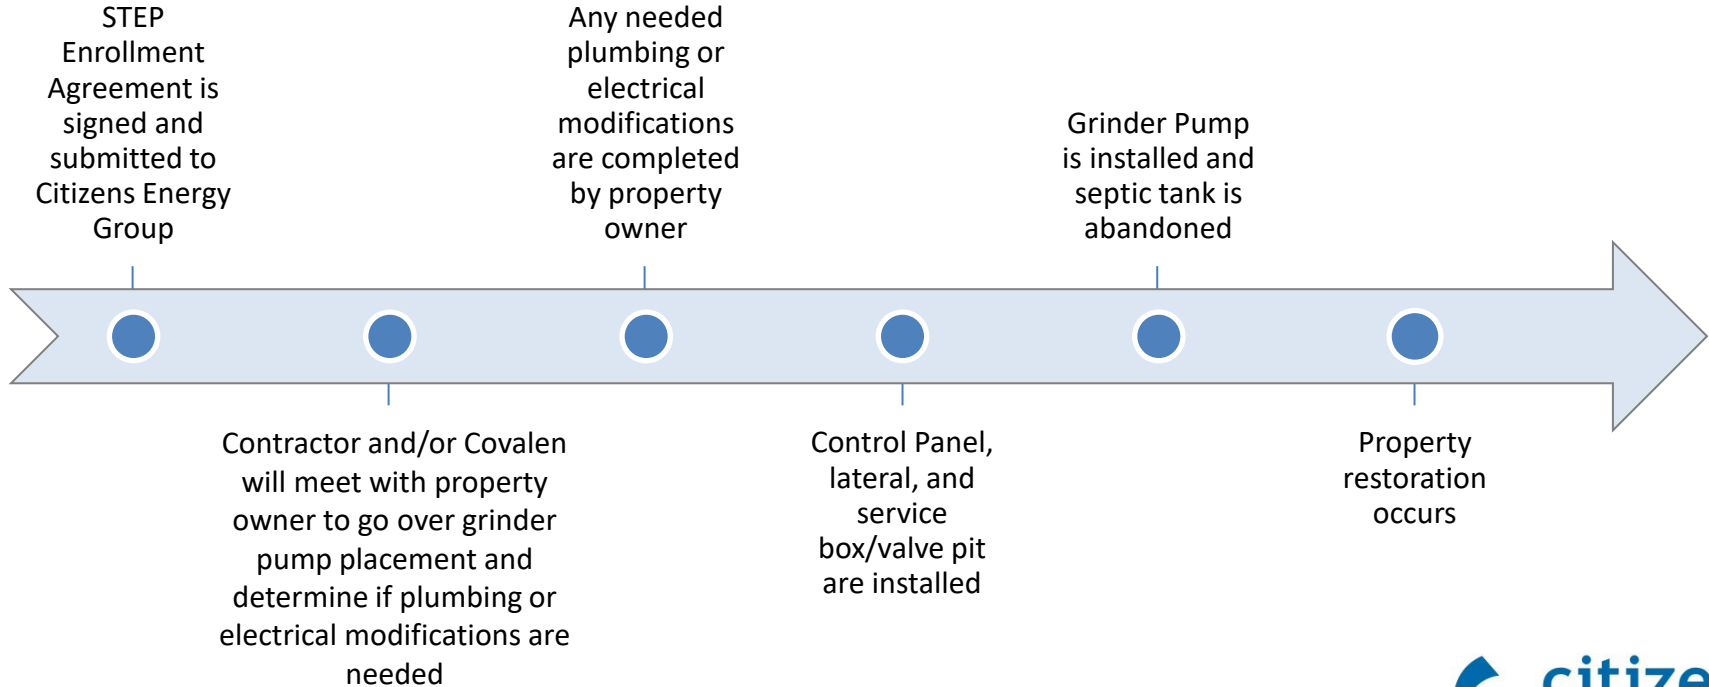 STEP
Enrollment
Agreement is
signed and
submitted to
Citizens Energy
Group
Contractor and/or Covalen
will meet with property
owner to go over grinder
pump placement and
determine if plumbing or
electrical modifications are
needed
Any needed
plumbing or
electrical
modifications
are completed
by property
owner
Control Panel,
lateral, and
service
box/valve pit
are installed
Grinder Pump
is installed and
septic tank is
abandoned
Property
restoration
occurs
citize